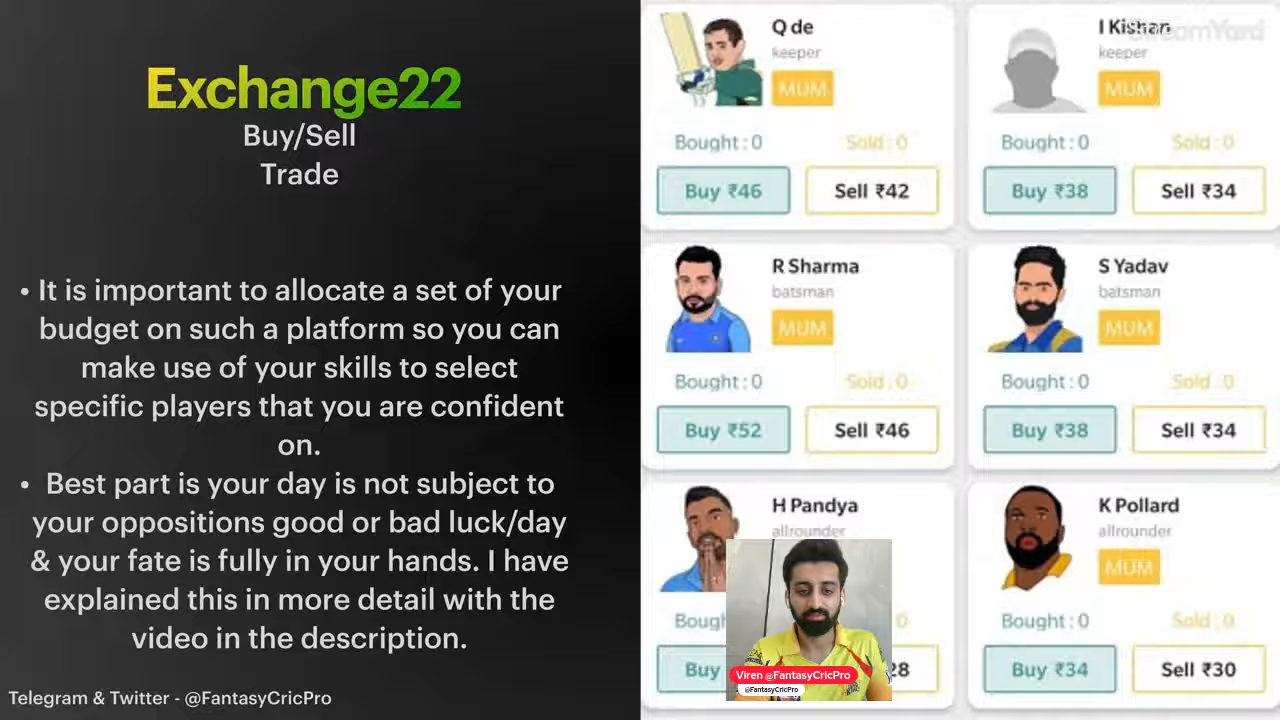 Exchange22
Buy/Sell
Trade
• It is important to allocate a set of your
budget on such a platform so you can
make use of your skills to select
specific players that you are confident
on.
• Best part is your day is not subject to
your oppositions good or bad luck/day
& your fate is fully in your hands. I have
explained this in more detail with the
video in the description.
Telegram & Twitter - @FantasyCricPro
StreamYard
Q de
keeper
MUM
Bought : 0 Sold : 0
Buy ₹46 Sell ₹42
I Kishan
keeper
MUM
Bought : 0 Sold : 0
Buy ₹38 Sell ₹34
R Sharma
batsman
MUM
Bought : 0 Sold : 0
Buy ₹52 Sell ₹46
S Yadav
batsman
MUM
Bought : 0 Sold : 0
Buy ₹38 Sell ₹34
H Pandya
allrounder
Buy
K Pollard
allrounder
MUM
Bought : 0 Sold : 0
Buy ₹34 Sell ₹30
Viren @FantasyCricPro
@FantasyCricPro